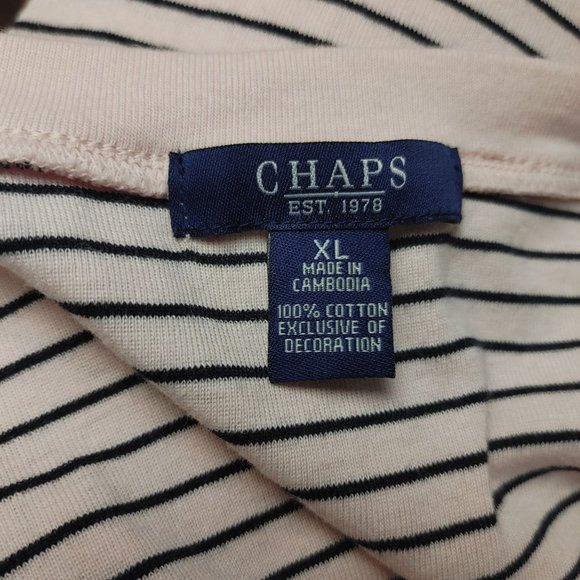 CHAPS
EST. 1978
XL
MADE IN
CAMBODIA
100% COTTON
EXCLUSIVE OF
DECORATION